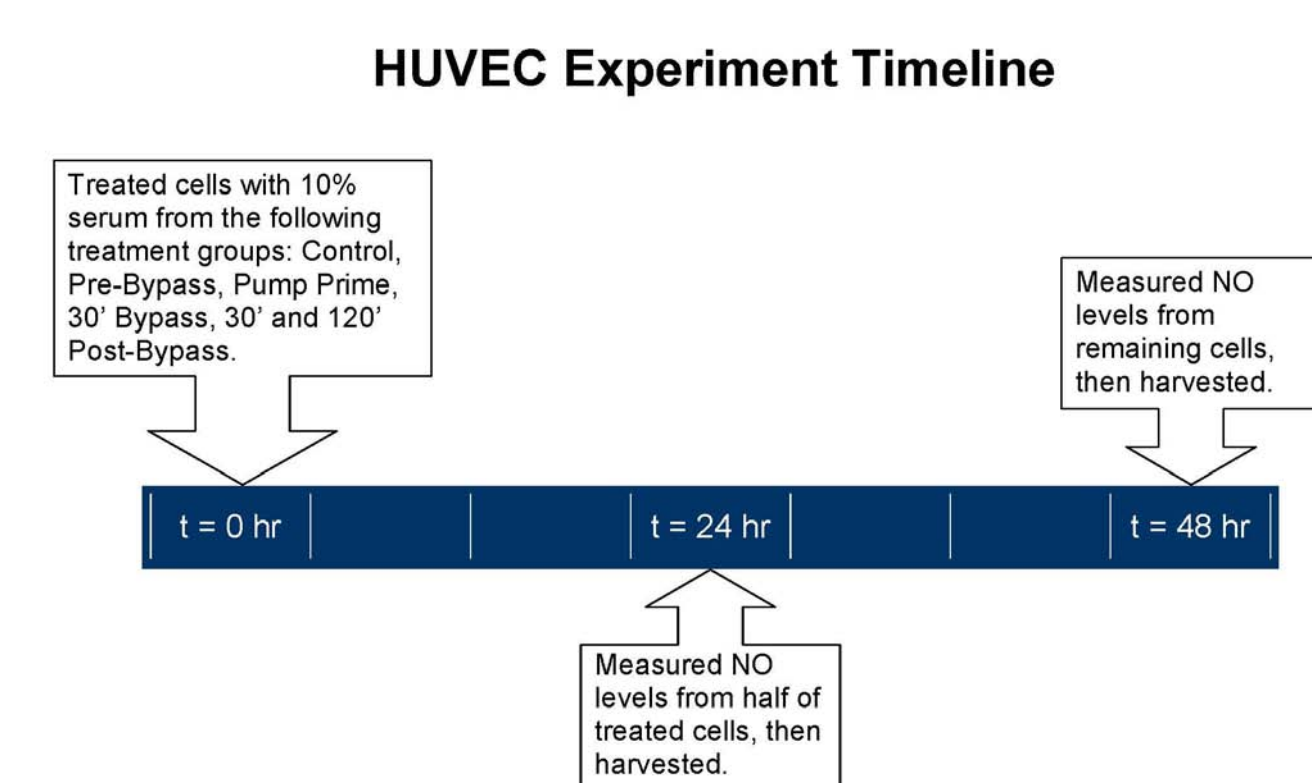 HUVEC Experiment Timeline
Treated cells with 10%
serum from the following
treatment groups: Control,
Pre-Bypass, Pump Prime,
30’ Bypass, 30’ and 120’
Post-Bypass.
Measured NO
levels from
remaining cells,
then harvested.
t = 0 hr
t = 24 hr
t = 48 hr
Measured NO
levels from half of
treated cells, then
harvested.